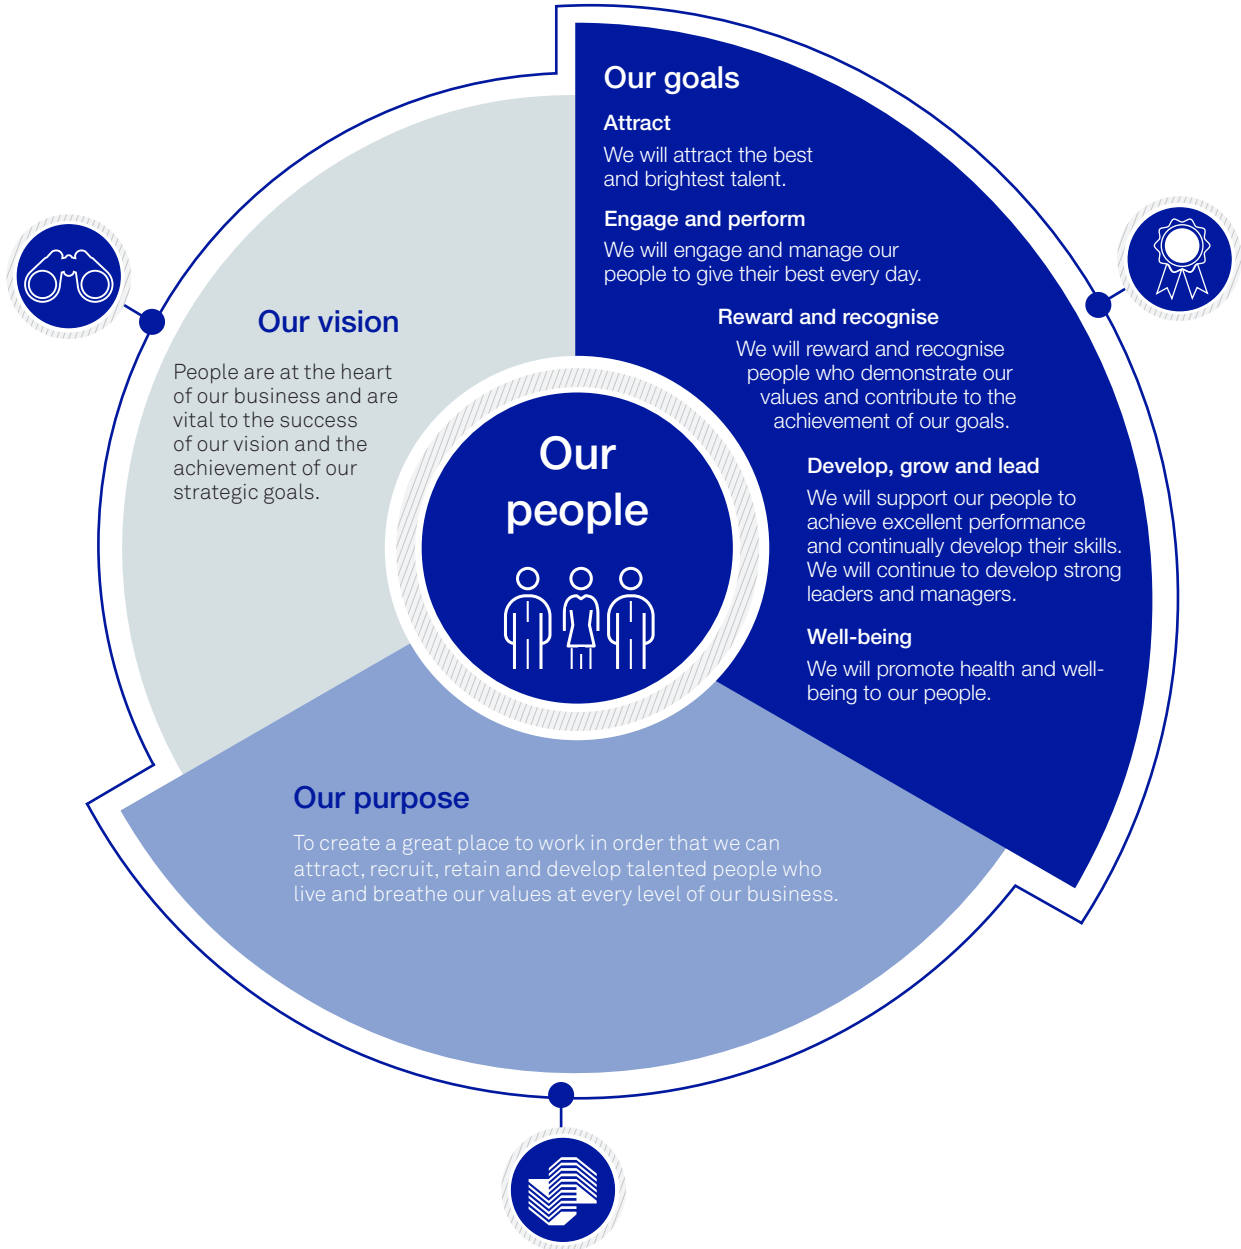 Our goals
Attract
We will attract the best
and brightest talent.
Engage and perform
We will engage and manage our
people to give their best every day.
Reward and recognise
We will reward and recognise
people who demonstrate our
values and contribute to the
achievement of our goals.
Develop, grow and lead
We will support our people to
achieve excellent performance
and continually develop their skills.
We will continue to develop strong
leaders and managers.
Well-being
We will promote health and well-
being to our people.
Our vision
People are at the heart
of our business and are
vital to the success
of our vision and the
achievement of our
strategic goals.
Our
people
Our purpose
To create a great place to work in order that we can
attract, recruit, retain and develop talented people who
live and breathe our values at every level of our business.